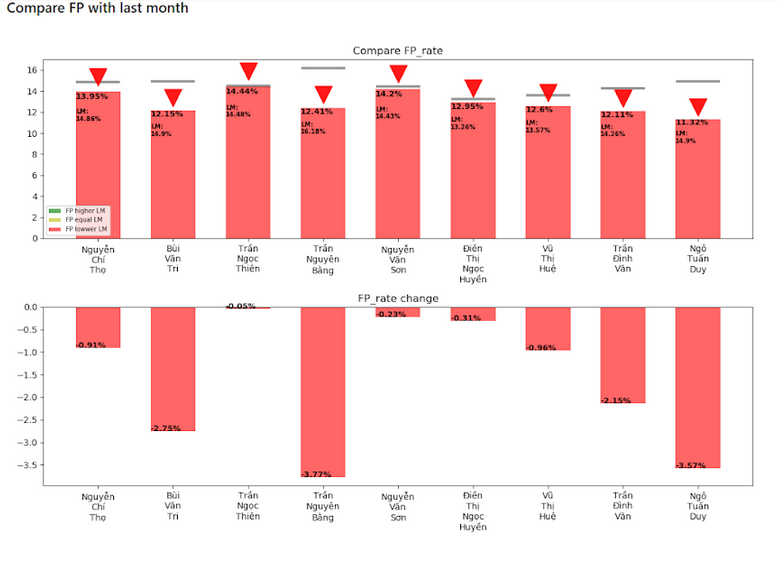 Compare FP with last month
Compare FP_rate
16
14
12
10
8
6
4
2
0
13.95%
LM:
14.86%
12.15%
LM:
14.9%
14.44%
LM:
14.48%
12.41%
LM:
16.18%
14.2%
LM:
14.43%
12.95%
LM:
13.26%
12.6%
LM:
13.57%
12.11%
LM:
14.26%
11.32%
LM:
14.9%
FP higher LM
FP equal LM
FP lowwer LM
Nguyễn
Chí
Thọ
Bùi
Văn
Tri
Trần
Ngọc
Thiên
Trần
Nguyên
Bảng
Nguyễn
Văn
Sơn
Điền
Thị
Ngọc
Huyền
Vũ
Thị
Huệ
Trần
Đình
Văn
Ngô
Tuấn
Duy
FP_rate change
0.0
−0.5
−1.0
−1.5
−2.0
−2.5
−3.0
−3.5
-0.91%
-2.75%
-0.05%
-3.77%
-0.23%
-0.31%
-0.96%
-2.15%
-3.57%
Nguyễn
Chí
Thọ
Bùi
Văn
Tri
Trần
Ngọc
Thiên
Trần
Nguyên
Bảng
Nguyễn
Văn
Sơn
Điền
Thị
Ngọc
Huyền
Vũ
Thị
Huệ
Trần
Đình
Văn
Ngô
Tuấn
Duy